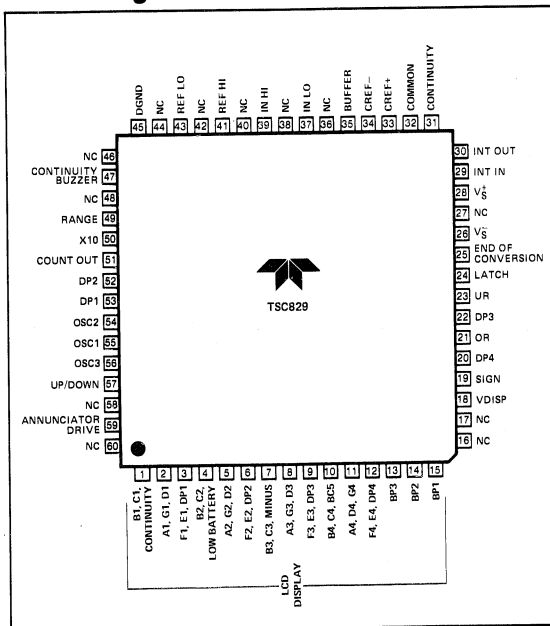 45 DGND
44 NC
43 REF LO
42 NC
41 REF HI
40 NC
39 IN HI
38 NC
37 IN LO
36 NC
35 BUFFER
34 CREF−
33 CREF+
32 COMMON
31 CONTINUITY
NC 46
CONTINUITY
BUZZER 47
NC 48
RANGE 49
X10 50
COUNT OUT 51
DP2 52
DP1 53
OSC2 54
OSC1 55
OSC3 56
UP/DOWN 57
NC 58
ANNUNCIATOR
DRIVE 59
NC 60
TSC829
30 INT OUT
29 INT IN
28 V+S
27 NC
26 V−S
25 END OF
CONVERSION
24 LATCH
23 UR
22 DP3
21 OR
20 DP4
19 SIGN
18 VDISP
17 NC
16 NC
1 B1, C1,
CONTINUITY
2 A1, G1, D1
3 F1, E1, DP1
4 B2, C2,
LOW BATTERY
5 A2, G2, D2
6 F2, E2, DP2
7 B3, C3, MINUS
8 A3, G3, D3
9 F3, E3, DP3
10 B4, C4, BC5
11 A4, D4, G4
12 F4, E4, DP4
13 BP3
14 BP2
15 BP1
LCD
DISPLAY